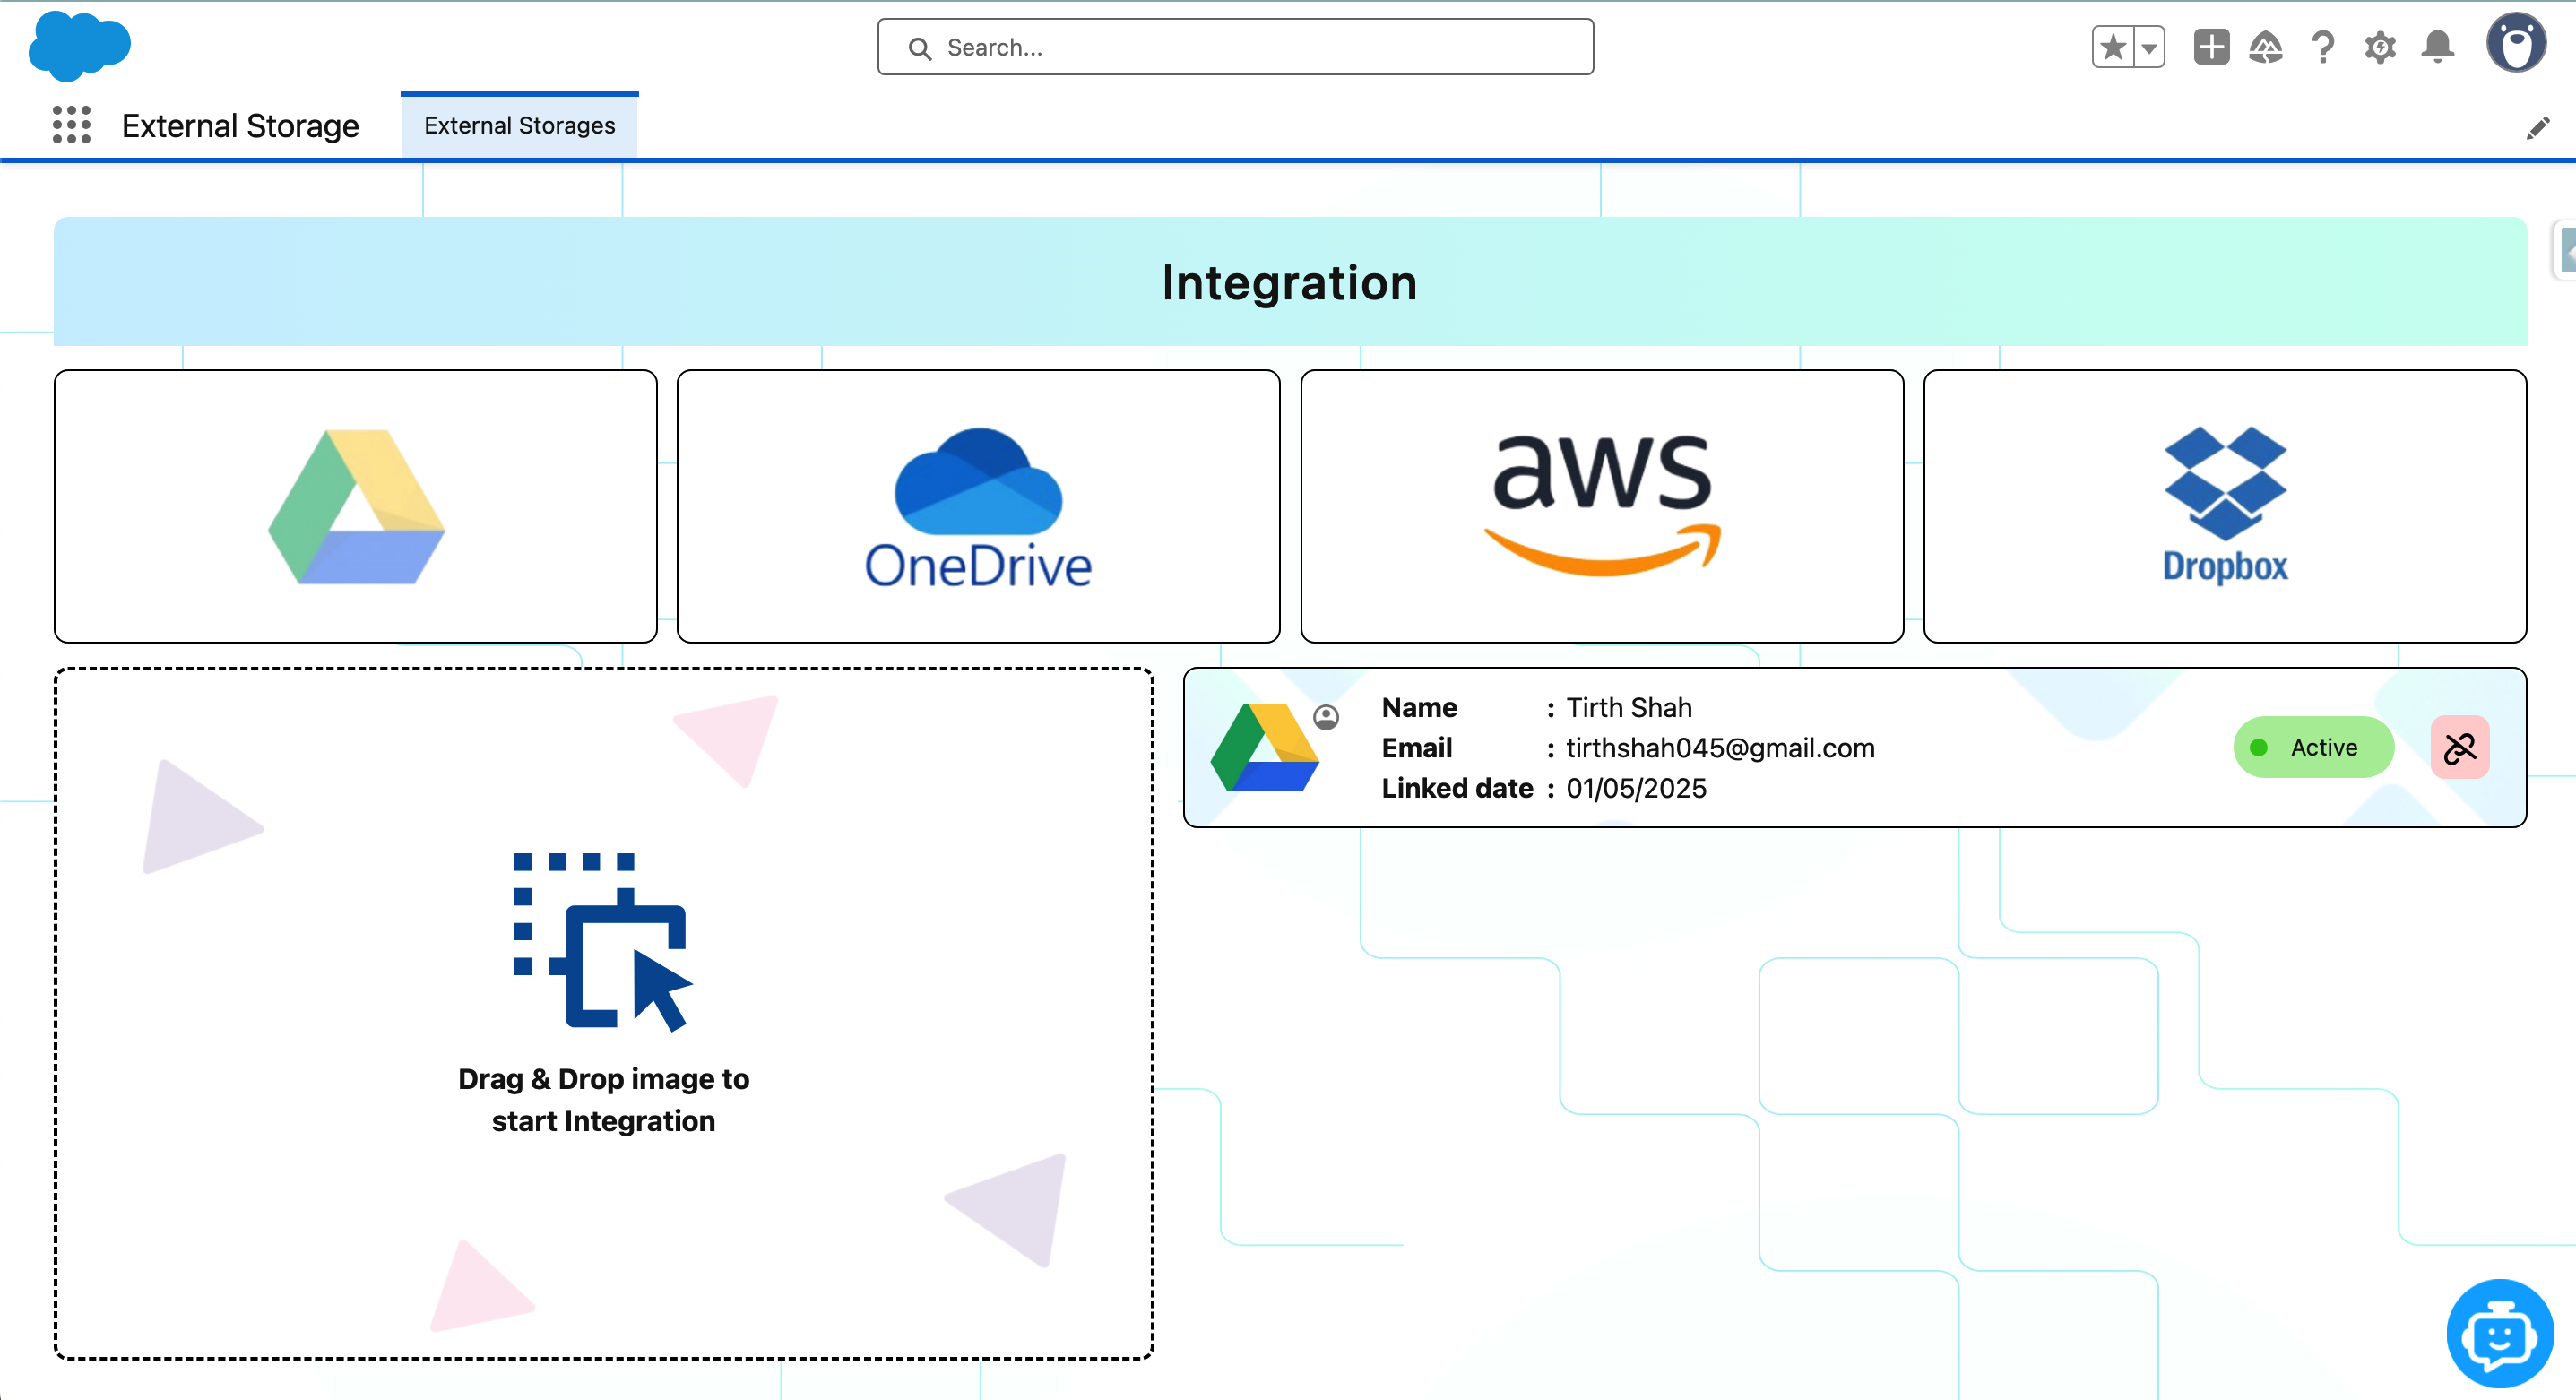 Search...
External Storage
External Storages
Integration
OneDrive
aws
Dropbox
Drag & Drop image to
start Integration
Name : Tirth Shah
Email : tirthshah045@gmail.com
Linked date : 01/05/2025
Active